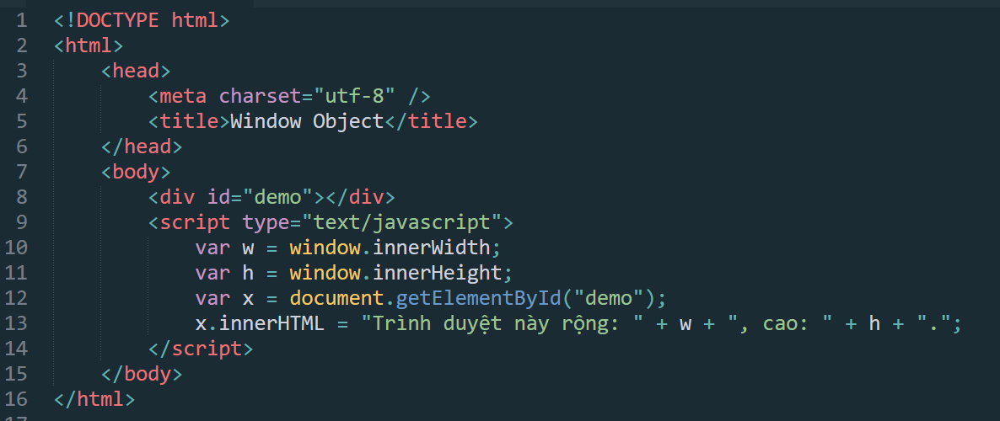 1 <!DOCTYPE html>
2 <html>
3     <head>
4         <meta charset="utf-8" />
5         <title>Window Object</title>
6     </head>
7     <body>
8         <div id="demo"></div>
9         <script type="text/javascript">
10             var w = window.innerWidth;
11             var h = window.innerHeight;
12             var x = document.getElementById("demo");
13             x.innerHTML = "Trình duyệt này rộng: " + w + ", cao: " + h + ".";
14         </script>
15     </body>
16 </html>
17